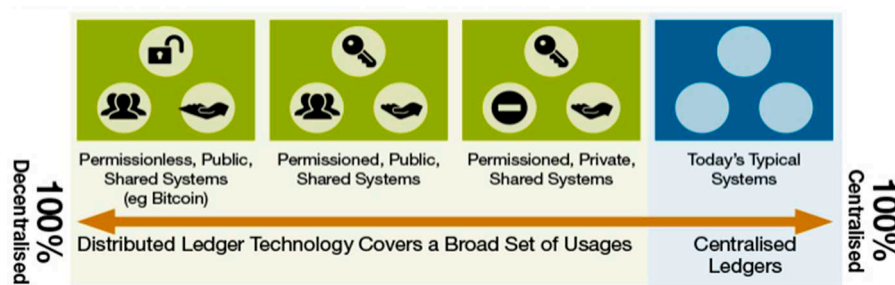 Permissionless, Public,
Shared Systems
(eg Bitcoin)
Permissioned, Public,
Shared Systems
Permissioned, Private,
Shared Systems
Today's Typical
Systems
100%
Decentralised
100%
Centralised
Distributed Ledger Technology Covers a Broad Set of Usages
Centralised
Ledgers